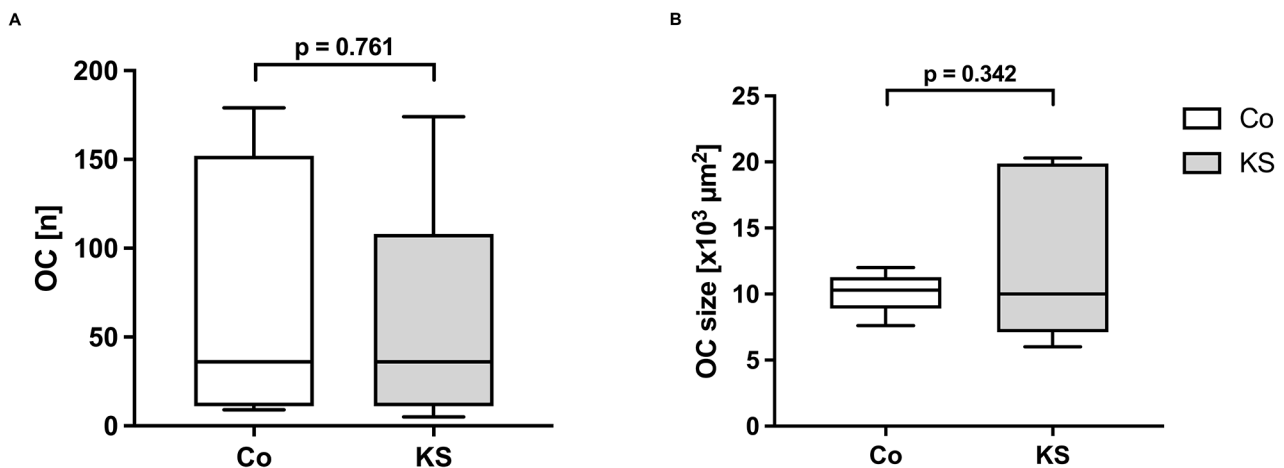 A
p = 0.761
200
150
100
50
0
OC [n]
Co
KS
B
p = 0.342
25
20
15
10
5
0
OC size [x10³ µm²]
Co
KS
Co
KS